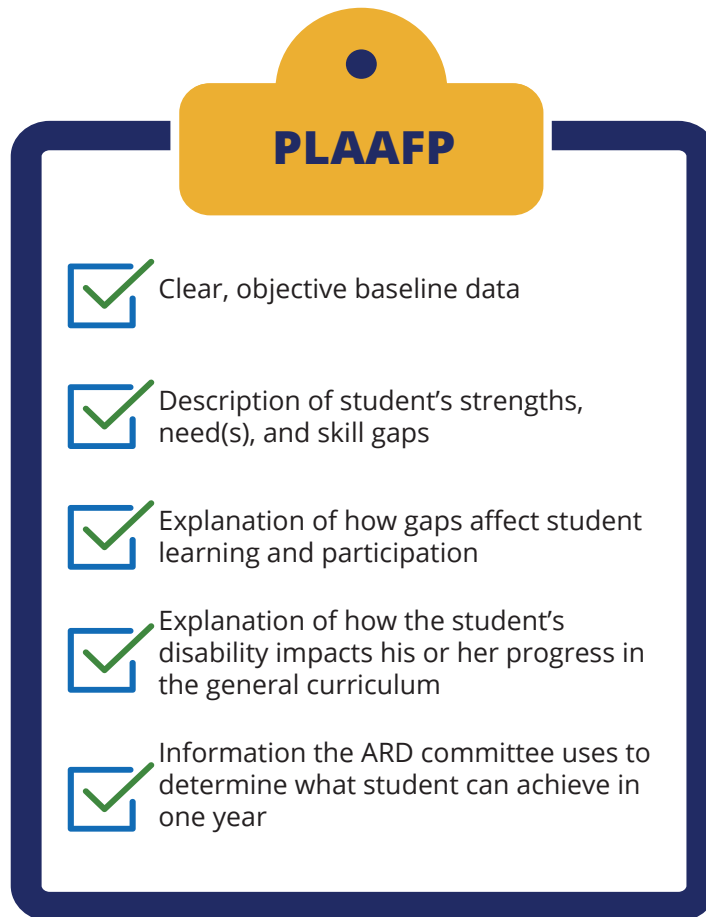 PLAAFP
Clear, objective baseline data
Description of student’s strengths,
need(s), and skill gaps
Explanation of how gaps affect student
learning and participation
Explanation of how the student’s
disability impacts his or her progress in
the general curriculum
Information the ARD committee uses to
determine what student can achieve in
one year